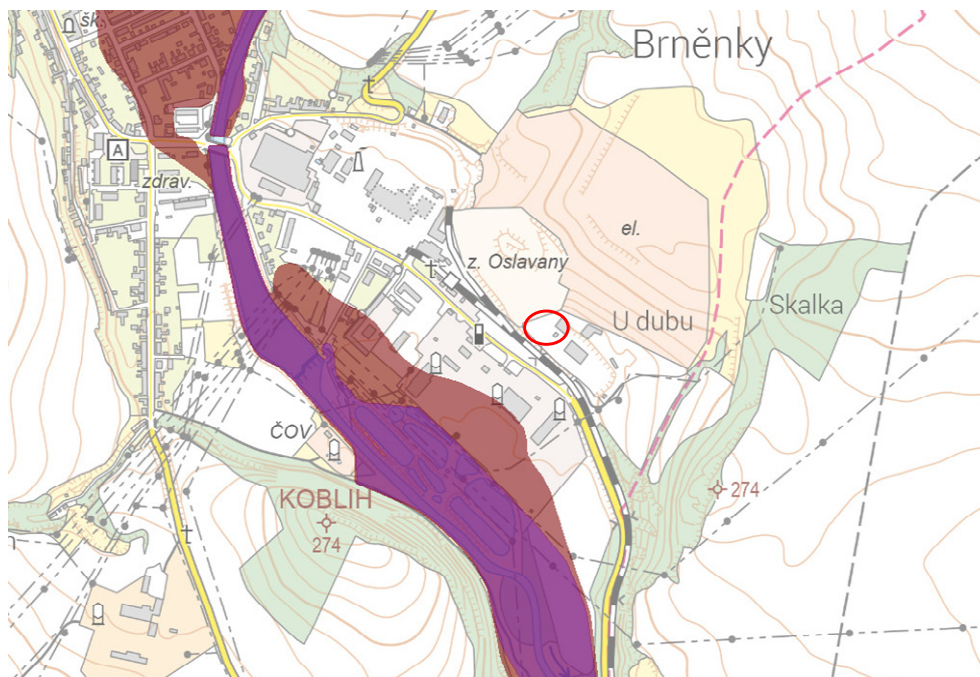 šk.
Brněnky
A
zdrav.
el.
z. Oslavany
Skalka
U dubu
ČOV
KOBLIH
274
274